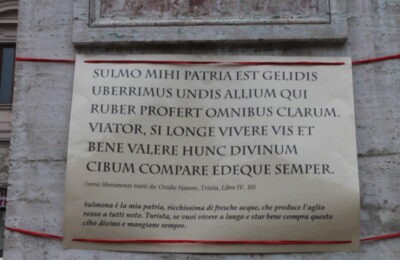 SULMO MIHI PATRIA EST GELIDIS
UBERRIMUS UNDIS ALLIUM QUI
RUBER PROFERT OMNIBUS CLARUM.
VIATOR, SI LONGE VIVERE VIS ET
BENE VALERE HUNC DIVINUM
CIBUM COMPARE EDEQUE SEMPER.
(versi liberamente tratti da: Ovidio Nasone, Tristia, Libro IV, 10)
Sulmona è la mia patria, ricchissima di fresche acque, che produce l'aglio
rosso a tutti noto. Turista, se vuoi vivere a lungo e star bene compra questo
cibo divino e mangiane sempre.